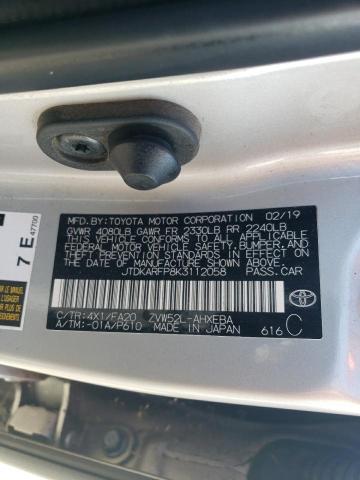 MFD.BY:TOYOTA MOTOR CORPORATION 02/19
GVWR 4080LB GAWR FR 2330LB RR 2240LB
THIS VEHICLE CONFORMS TO ALL APPLICABLE
FEDERAL MOTOR VEHICLE SAFETY,BUMPER,AND
THEFT PREVENTION STANDARDS IN EFFECT ON
THE DATE OF MANUFACTURE SHOWN ABOVE.
JTDKARFP8K3112058 PASS.CAR
C/TR:4X1/FA20 ZVW52L-AHXEBA
A/TM:-01A/P610 MADE IN JAPAN 616C
7 E 47700